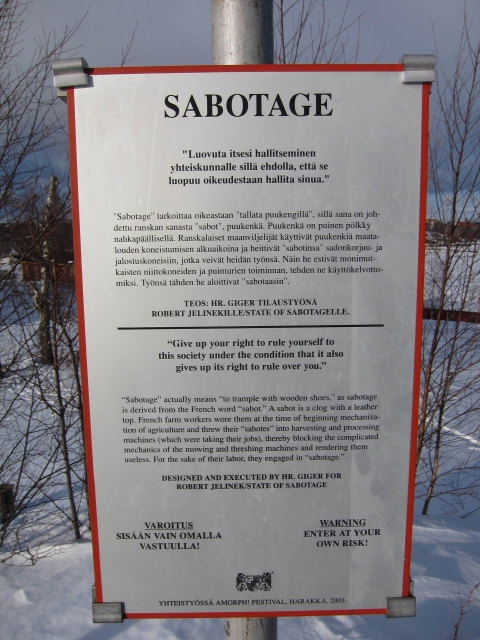 SABOTAGE
"Luovuta itsesi hallitseminen
yhteiskunnalle sillä ehdolla, että se
luopuu oikeudestaan hallita sinua."
"Sabotage" tarkoittaa oikeastaan "tallata puukengillä", sillä sana on joh-
dettu ranskan sanasta "sabot", puukenkä. Puukenkä on puinen pölkky
nahkapäällisellä. Ranskalaiset maanviljelijät käyttivät puukenkiä maata-
louden koneistumisen alkuaikoina ja heittivät "sabotinsa" sadonkorjuu- ja
jalostuskoneisiin, jotka veivät heidän työnsä. Näin he estivät monimut-
kaisten niittokoneiden ja puimurien toiminnan, tehden ne käyttökelvotto-
miksi. Työnsä tähden he aloittivat "sabotaasin".
TEOS: HR. GIGER TILAUSTYÖNÄ
ROBERT JELINEKILLE/STATE OF SABOTAGELLE.
“Give up your right to rule yourself to
this society under the condition that it also
gives up its right to rule over you.”
“Sabotage” actually means “to trample with wooden shoes,” as sabotage
is derived from the French word “sabot.” A sabot is a clog with a leather
top. French farm workers wore them at the time of beginning mechaniza-
tion of agriculture and threw their “sabotes” into harvesting and processing
machines (which were taking their jobs), thereby blocking the complicated
mechanics of the mowing and threshing machines and rendering them
useless. For the sake of their labor, they engaged in “sabotage.”
DESIGNED AND EXECUTED BY HR. GIGER FOR
ROBERT JELINEK/STATE OF SABOTAGE
VAROITUS
SISÄÄN VAIN OMALLA
VASTUULLA!
WARNING
ENTER AT YOUR
OWN RISK!
YHTEISTYÖSSÄ AMORPH! FESTIVAL, HARAKKA, 2003.